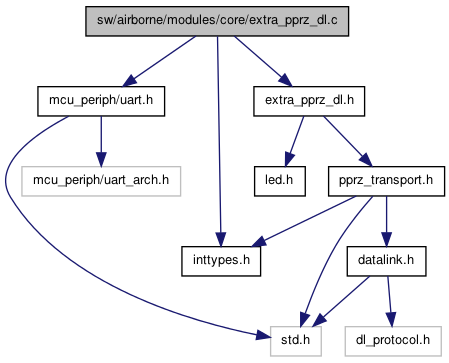 sw/airborne/modules/core/extra_pprz_dl.c
mcu_periph/uart.h
extra_pprz_dl.h
mcu_periph/uart_arch.h
led.h
pprz_transport.h
inttypes.h
datalink.h
std.h
dl_protocol.h